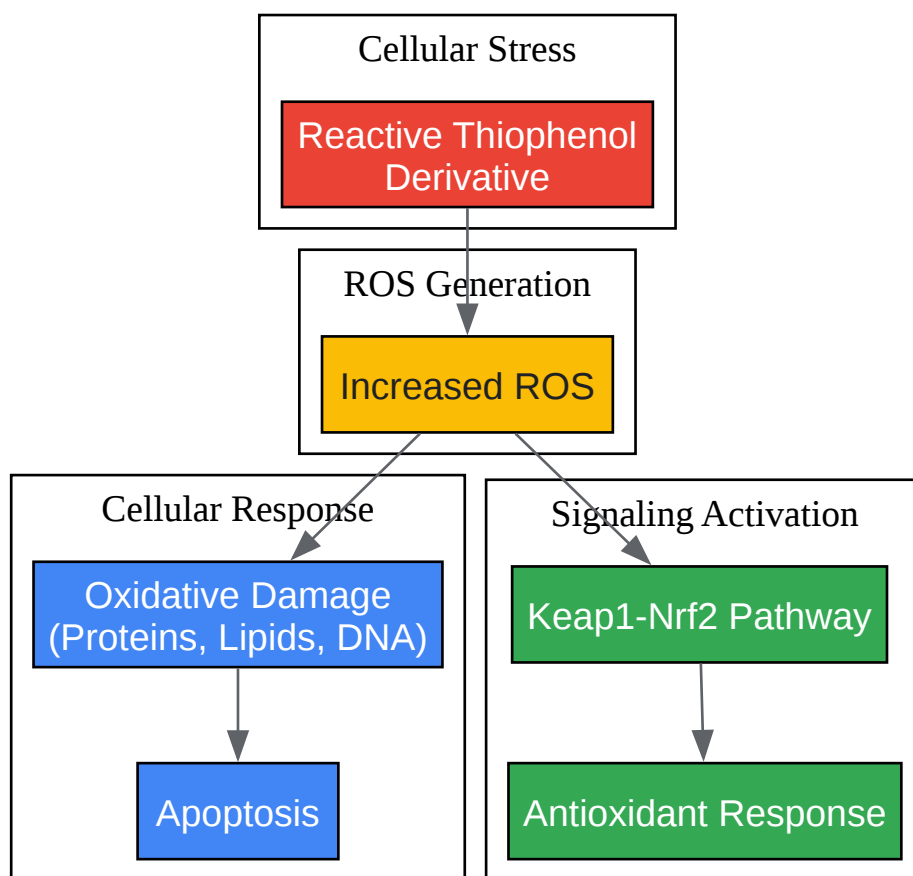 Cellular Stress
Reactive Thiophenol
Derivative
ROS Generation
Increased ROS
Cellular Response
Oxidative Damage
(Proteins, Lipids, DNA)
Apoptosis
Signaling Activation
Keap1-Nrf2 Pathway
Antioxidant Response